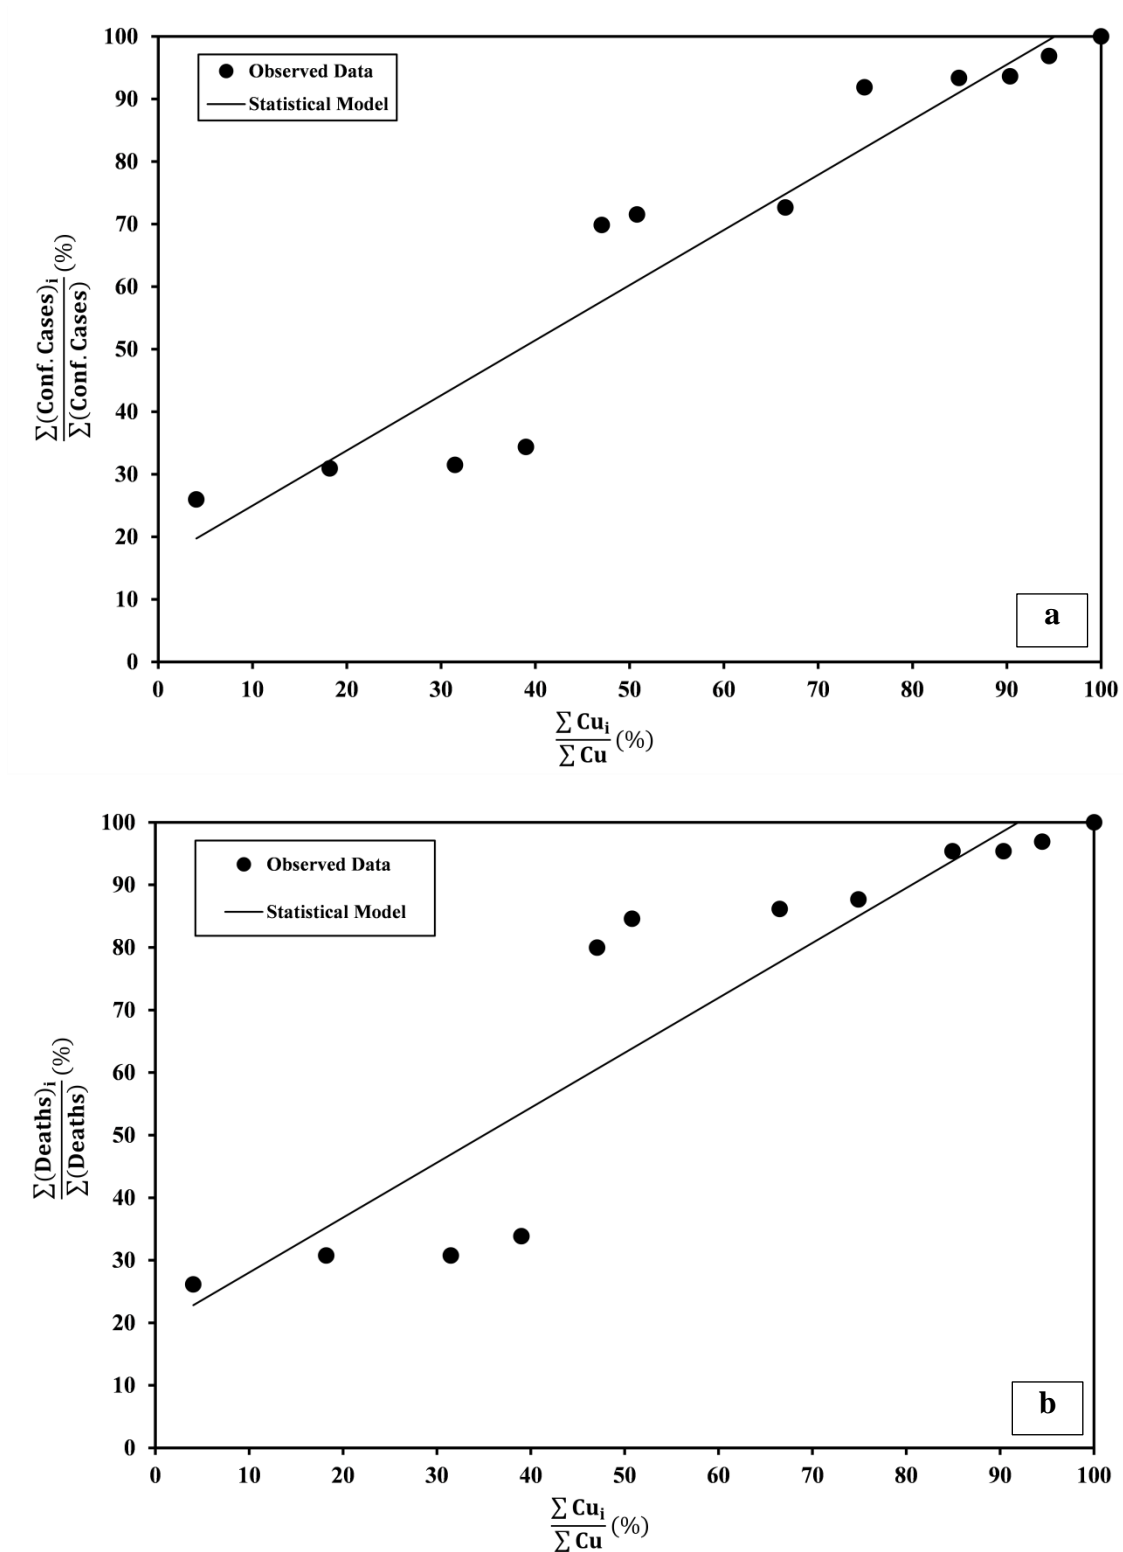 100
90
80
70
60
50
40
30
20
10
0
Observed Data
Statistical Model
∑(Conf. Cases)i
∑(Conf. Cases)
(%)
a
0 10 20 30 40 50 60 70 80 90 100
∑ Cui
∑ Cu
(%)
100
90
80
70
60
50
40
30
20
10
0
Observed Data
Statistical Model
∑(Deaths)i
∑(Deaths)
(%)
b
0 10 20 30 40 50 60 70 80 90 100
∑ Cui
∑ Cu
(%)